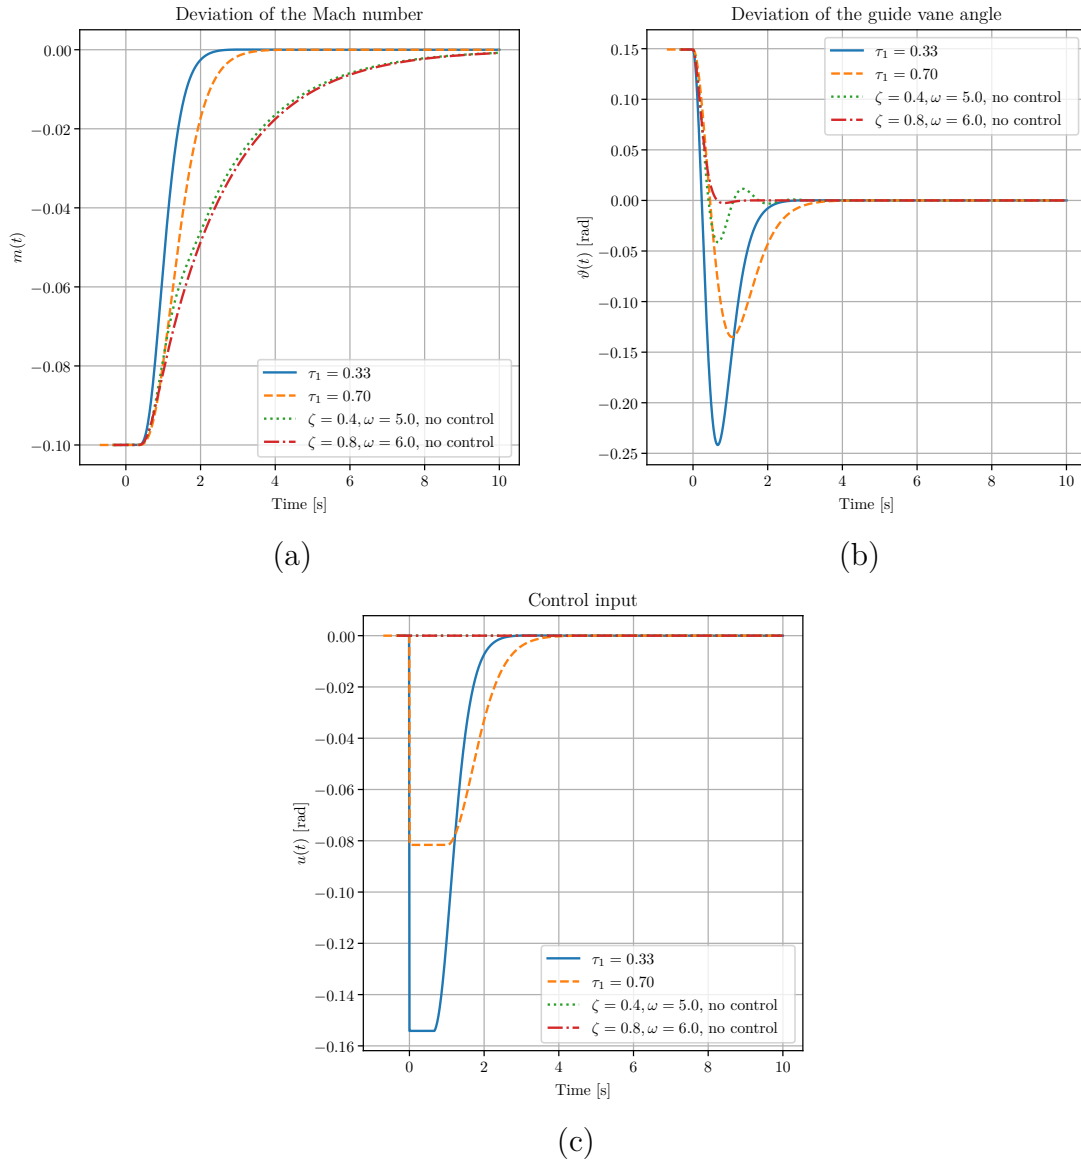 Deviation of the Mach number
0.00
−0.02
−0.04
−0.06
−0.08
−0.10
m(t)
τ₁ = 0.33
τ₁ = 0.70
ζ = 0.4, ω = 5.0, no control
ζ = 0.8, ω = 6.0, no control
0 2 4 6 8 10
Time [s]
(a)
Deviation of the guide vane angle
0.15
0.10
0.05
0.00
−0.05
−0.10
−0.15
−0.20
−0.25
ϑ(t) [rad]
τ₁ = 0.33
τ₁ = 0.70
ζ = 0.4, ω = 5.0, no control
ζ = 0.8, ω = 6.0, no control
0 2 4 6 8 10
Time [s]
(b)
Control input
0.00
−0.02
−0.04
−0.06
−0.08
−0.10
−0.12
−0.14
−0.16
u(t) [rad]
τ₁ = 0.33
τ₁ = 0.70
ζ = 0.4, ω = 5.0, no control
ζ = 0.8, ω = 6.0, no control
0 2 4 6 8 10
Time [s]
(c)